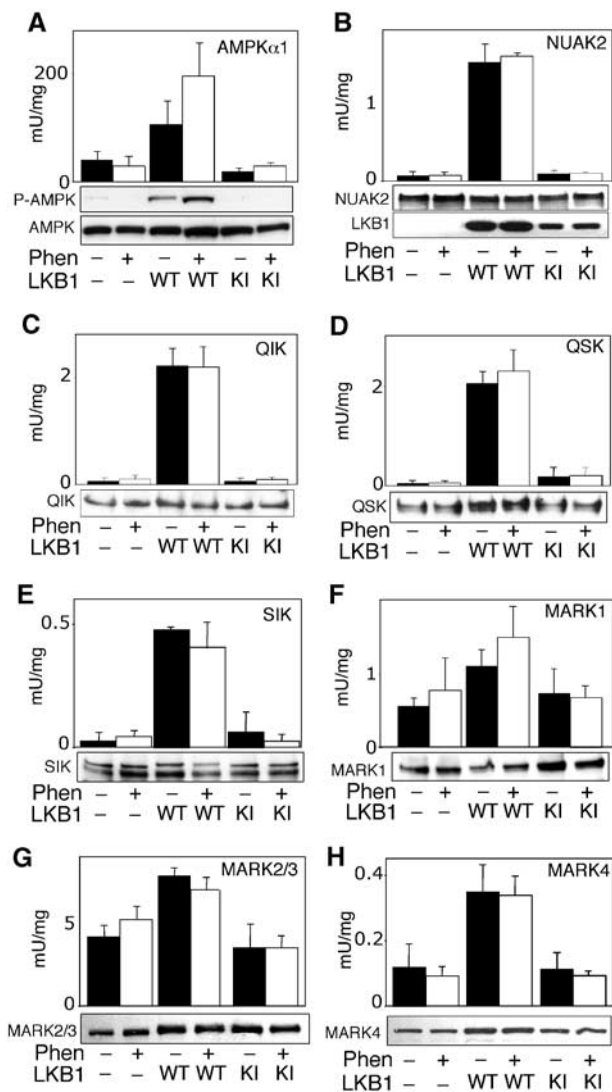 A
AMPKα1
mU/mg
200
0
P-AMPK
AMPK
Phen – + – + – +
LKB1 – – WT WT KI KI
B
NUAK2
mU/mg
1
0
NUAK2
LKB1
Phen – + – + – +
LKB1 – – WT WT KI KI
C
QIK
mU/mg
2
0
QIK
Phen – + – + – +
LKB1 – – WT WT KI KI
D
QSK
mU/mg
2
0
QSK
Phen – + – + – +
LKB1 – – WT WT KI KI
E
SIK
mU/mg
0.5
0
SIK
Phen – + – + – +
LKB1 – – WT WT KI KI
F
MARK1
mU/mg
1
0
MARK1
Phen – + – + – +
LKB1 – – WT WT KI KI
G
MARK2/3
mU/mg
5
0
MARK2/3
Phen – + – + – +
LKB1 – – WT WT KI KI
H
MARK4
mU/mg
0.4
0.2
0
MARK4
Phen – + – + – +
LKB1 – – WT WT KI KI